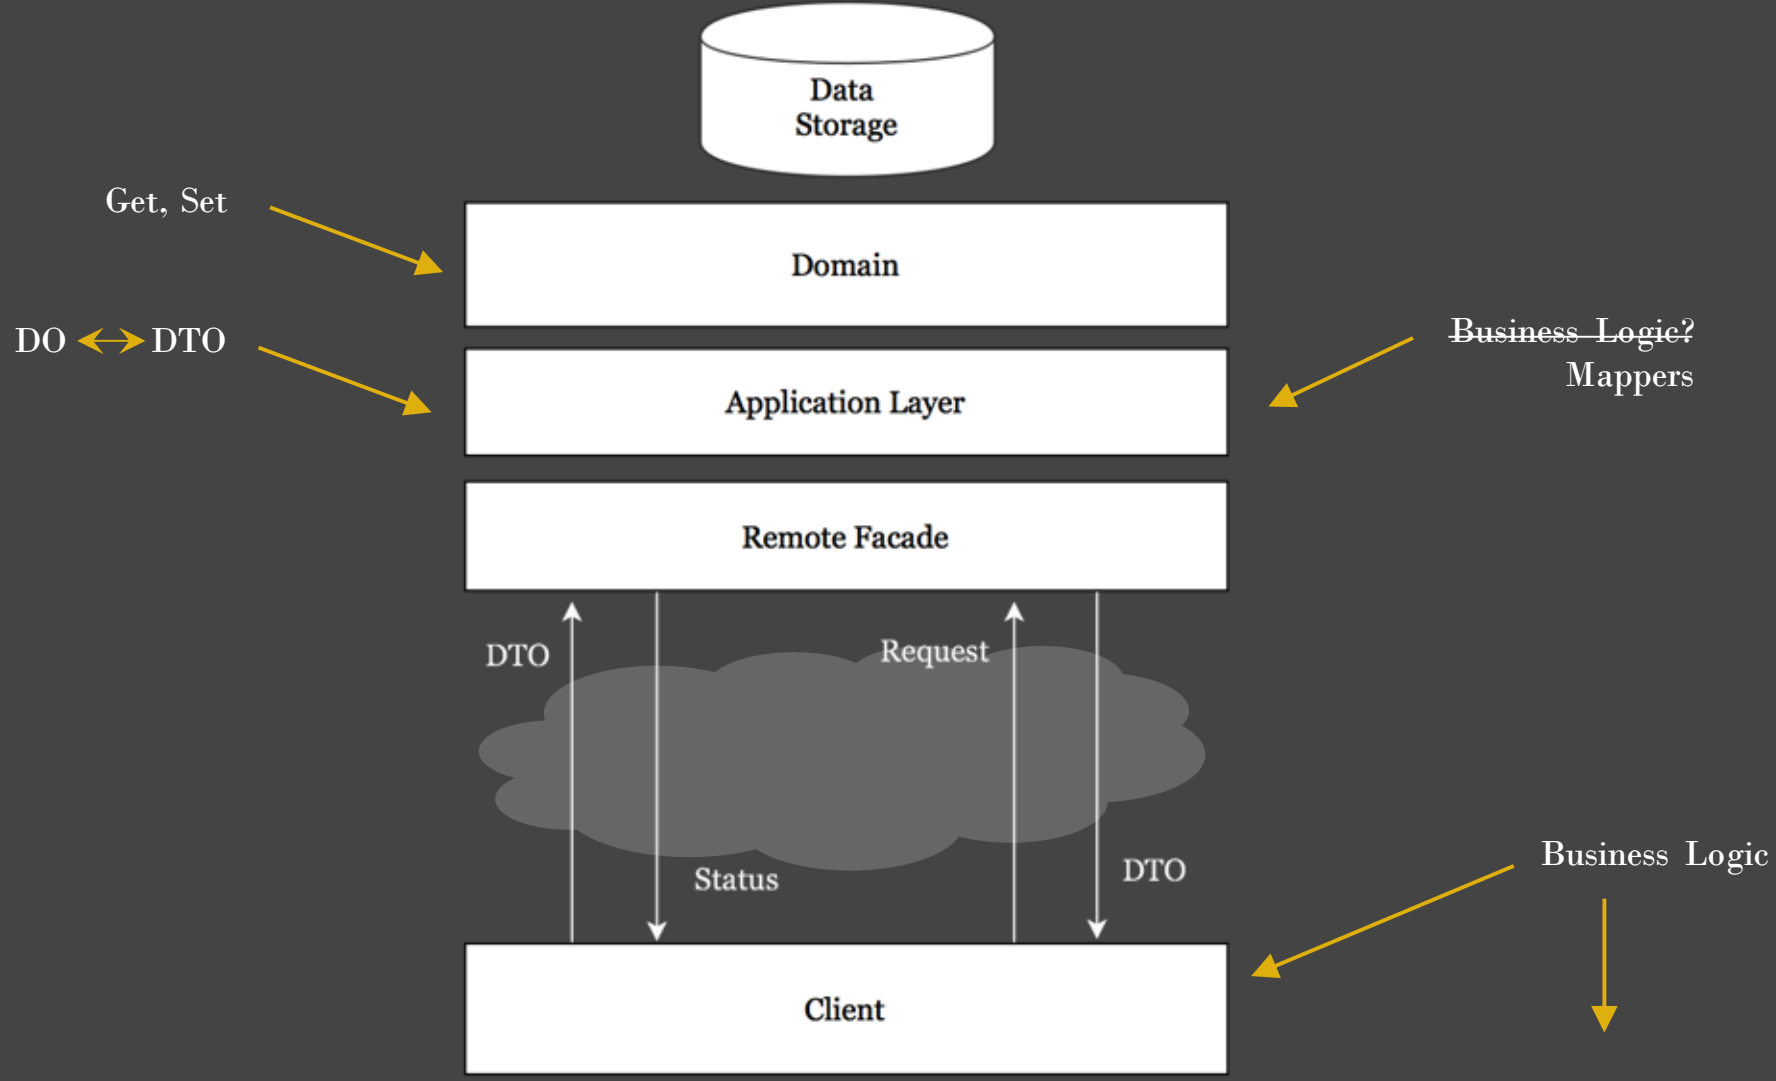 Data
Storage
Get, Set
Domain
DO
DTO
Business Logic?
Mappers
Application Layer
Remote Facade
DTO
Request
Status
DTO
Business Logic
Client